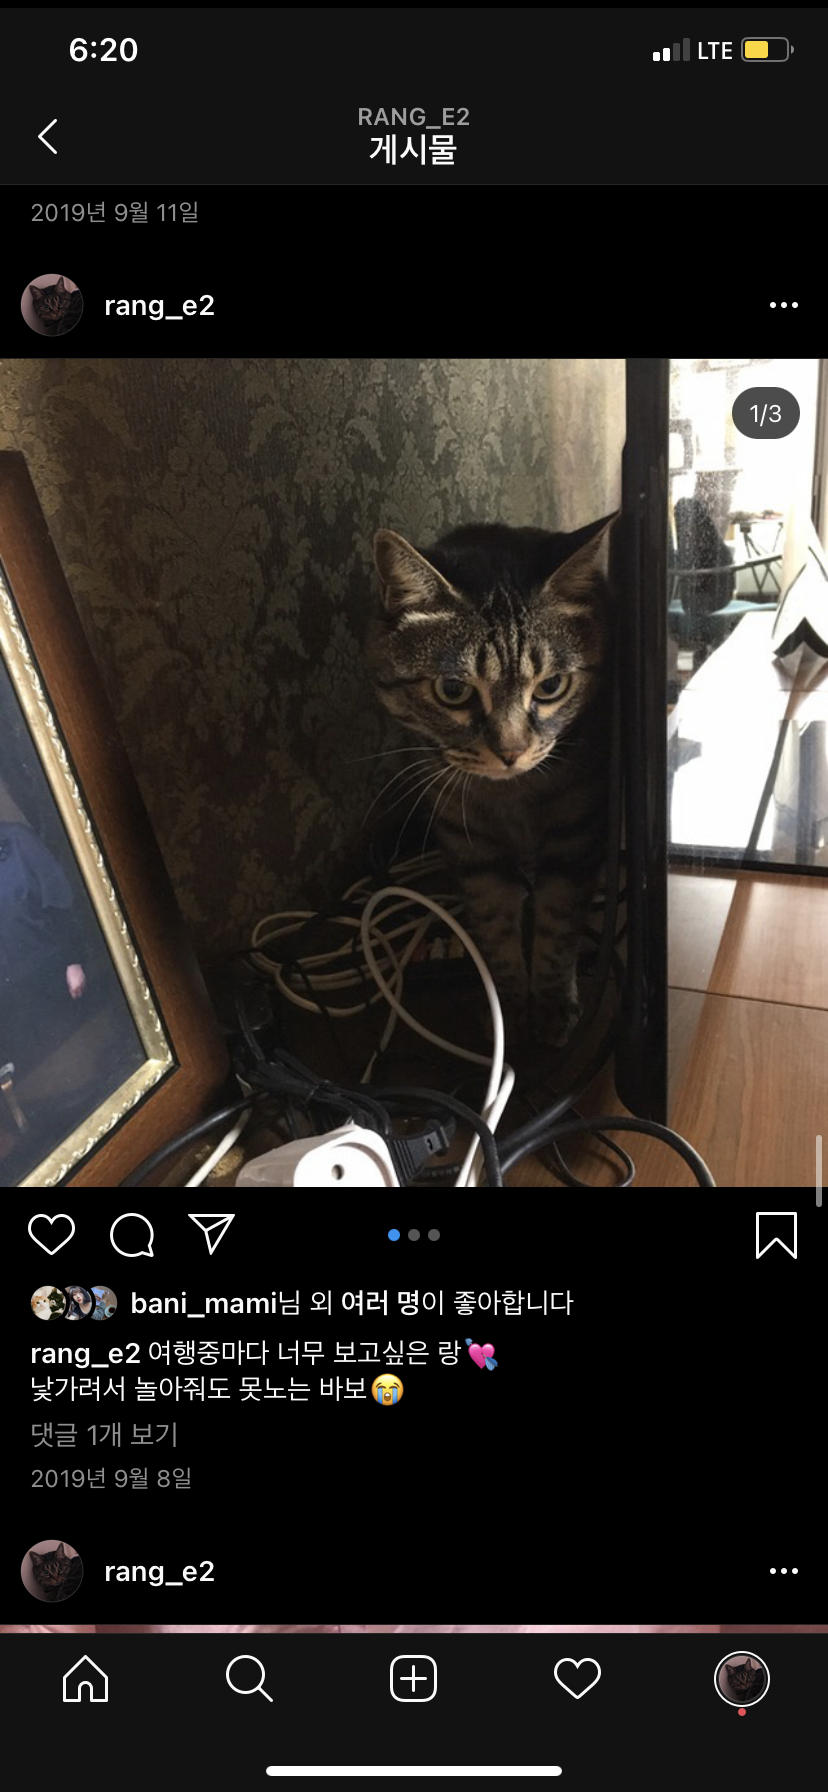 6:20
LTE
RANG_E2
게시물
2019년 9월 11일
rang_e2
1/3
bani_mami님 외 여러 명이 좋아합니다
rang_e2 여행중마다 너무 보고싶은 랑💘
낯가려서 놀아줘도 못노는 바보😭
댓글 1개 보기
2019년 9월 8일
rang_e2